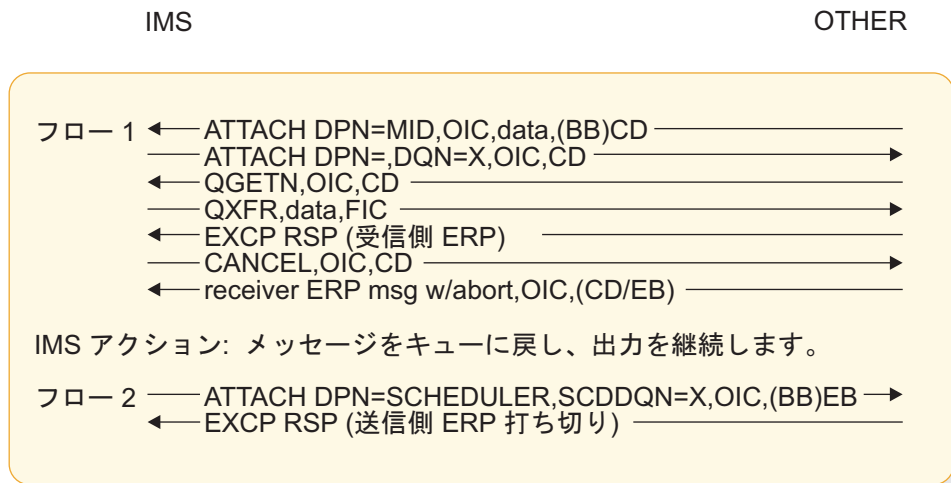 IMS OTHER
フロー 1 ATTACH DPN=MID,OIC,data,(BB)CD
ATTACH DPN=,DQN=X,OIC,CD
QGETN,OIC,CD
QXFR,data,FIC
EXCP RSP (受信側 ERP)
CANCEL,OIC,CD
receiver ERP msg w/abort,OIC,(CD/EB)
IMS アクション: メッセージをキューに戻し、出力を継続します。
フロー 2 ATTACH DPN=SCHEDULER,SCDDQN=X,OIC,(BB)EB
EXCP RSP (送信側 ERP 打ち切り)